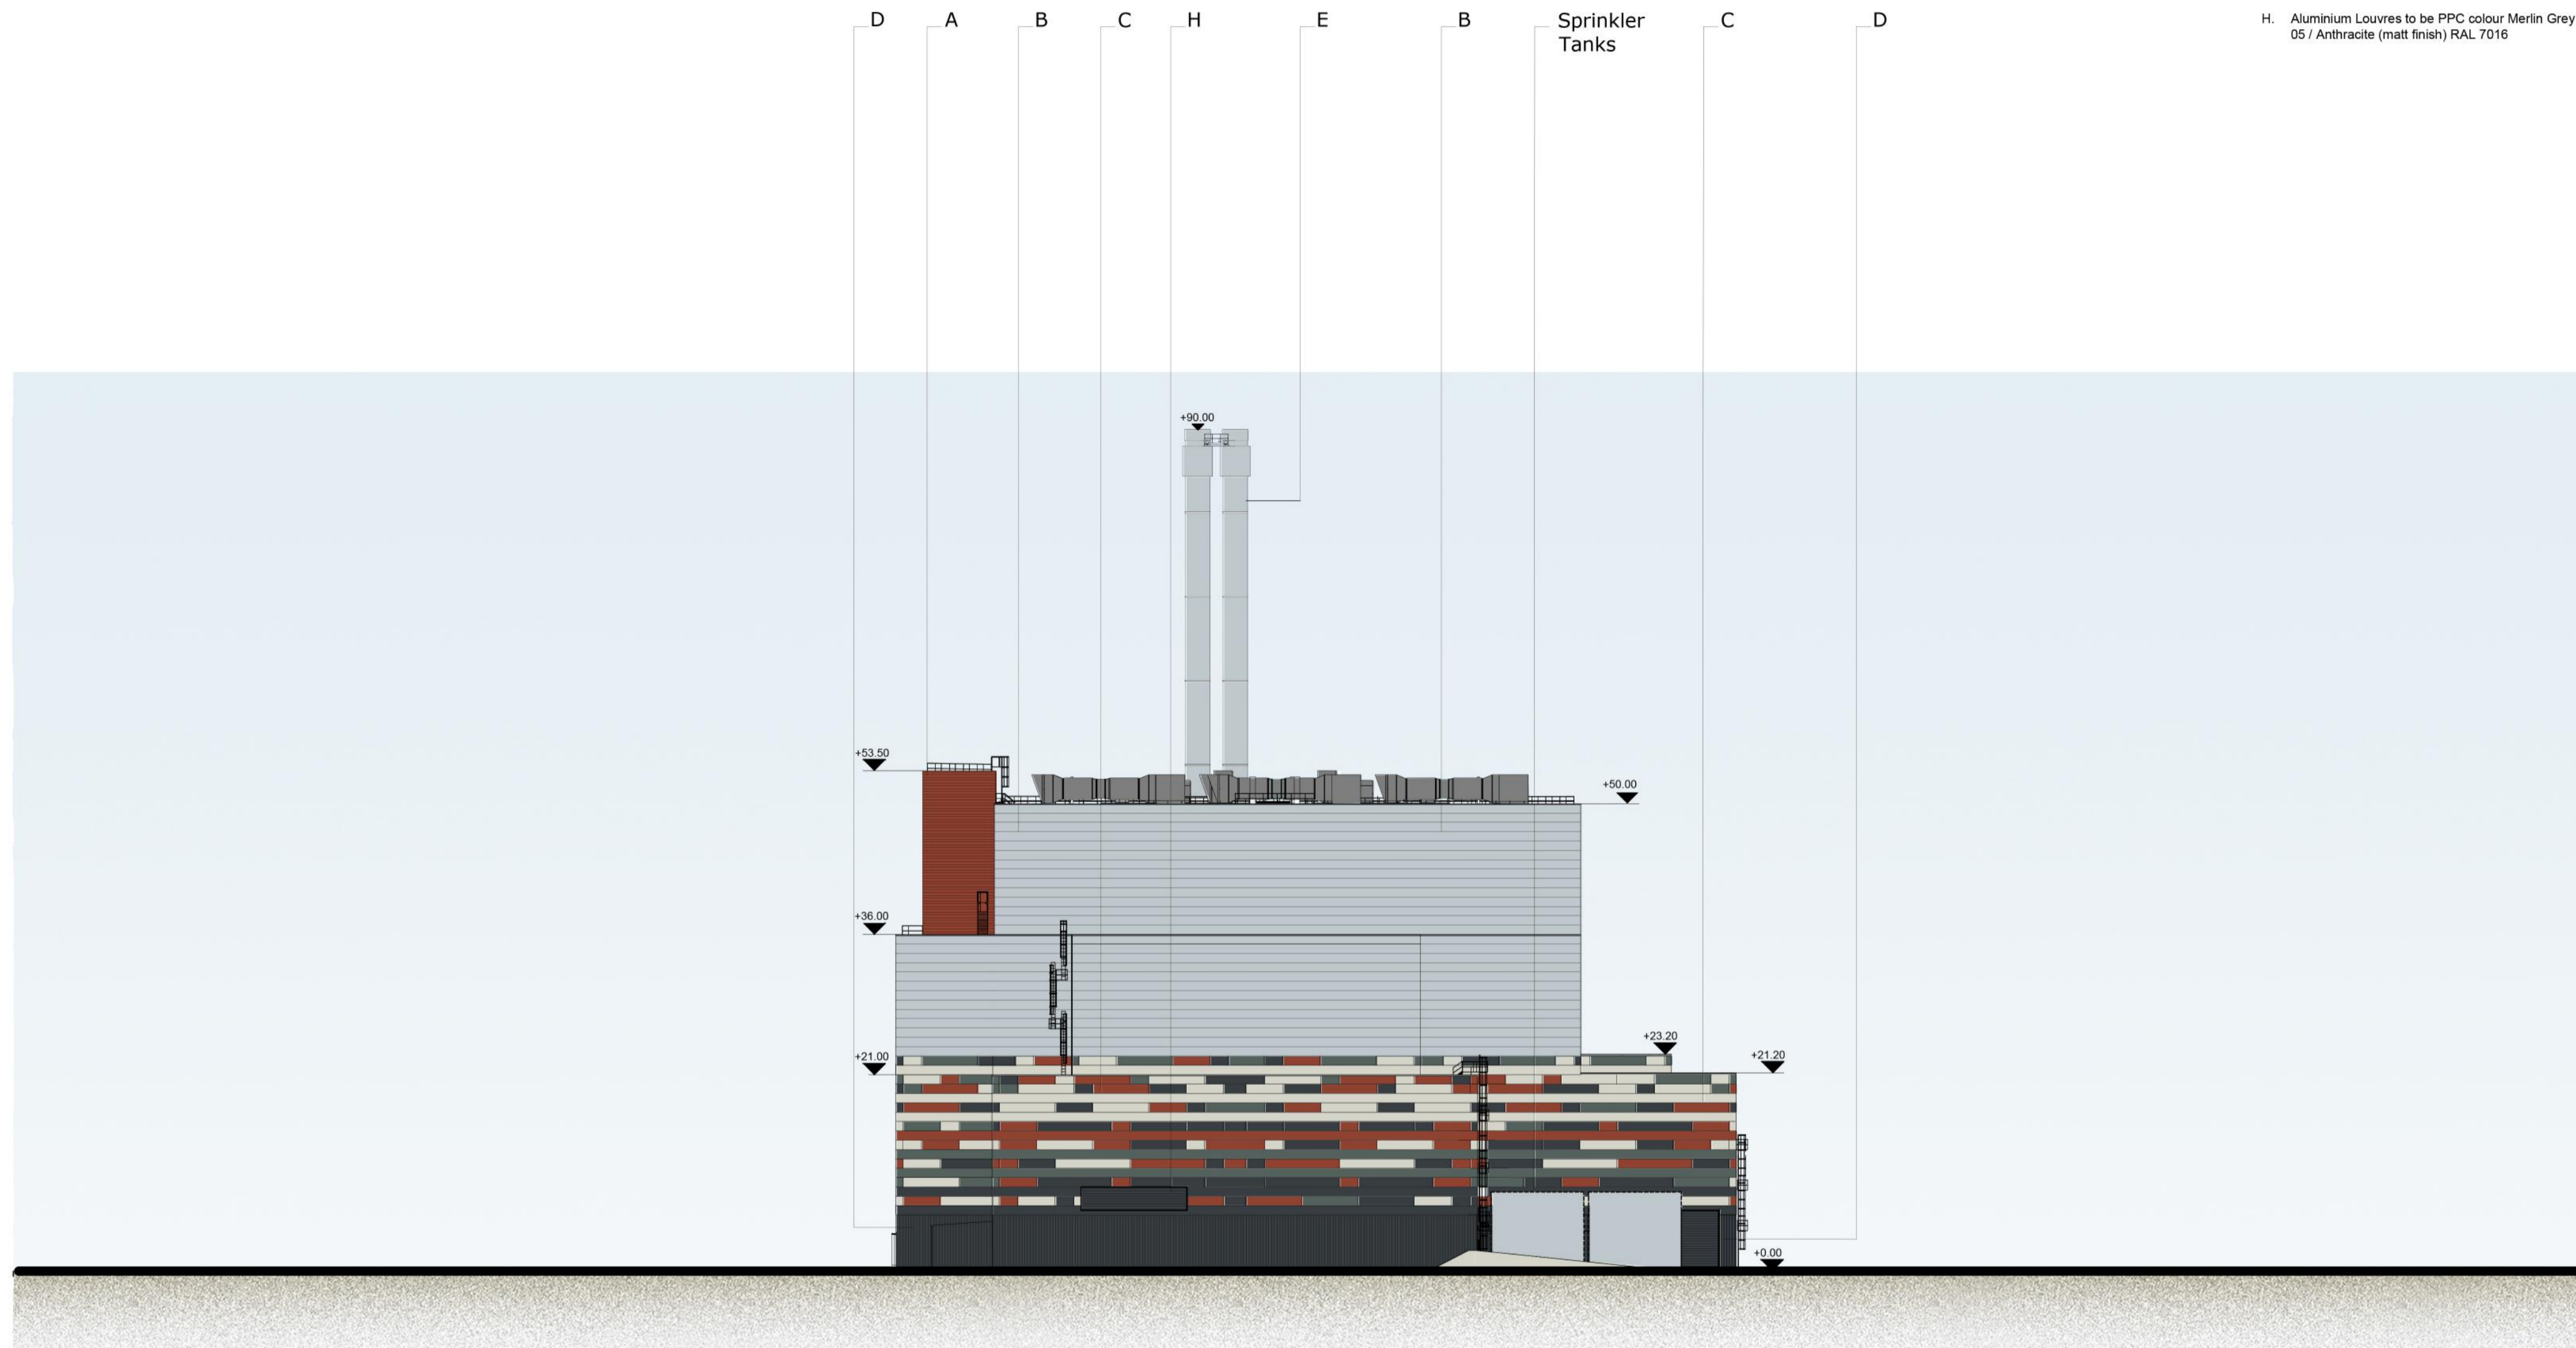 D A B C H E B Sprinkler Tanks C D
H. Aluminium Louvres to be PPC colour Merlin Grey
05 / Anthracite (matt finish) RAL 7016
+90.00
+53.50
+50.00
+36.00
+23.20
+21.00
+21.20
+0.00